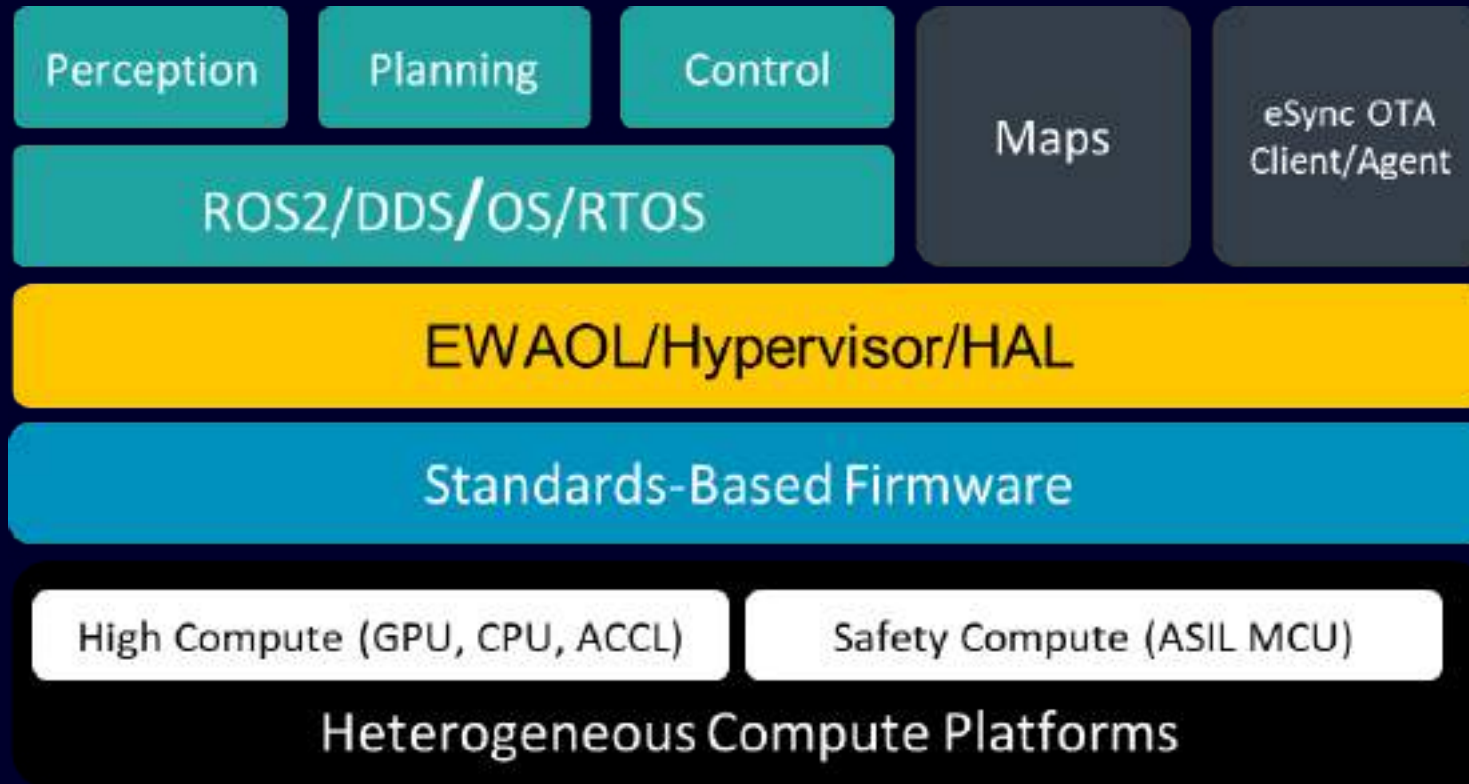 Perception
Planning
Control
Maps
eSync OTA
Client/Agent
ROS2/DDS/OS/RTOS
EWAOL/Hypervisor/HAL
Standards-Based Firmware
High Compute (GPU, CPU, ACCL)
Safety Compute (ASIL MCU)
Heterogeneous Compute Platforms